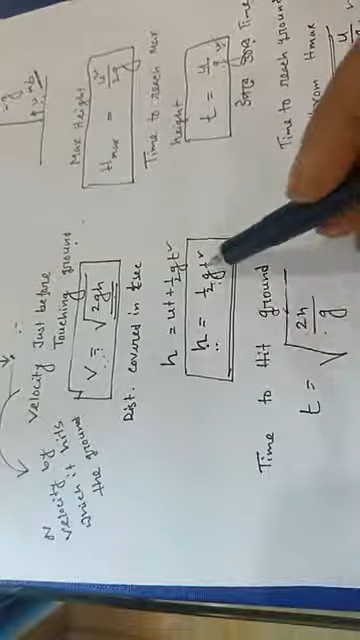 -g
Max Height
Hmax = u²/2g
Time to reach max
height
t = u/g
Time to reach ground
from Hmax
u/g
Velocity Just before
Touching ground
V = √2gh
or velocity by
which it hits
the ground
Dist. covered in t sec
h = ut + ½gt²
h = ½gt²
Time to Hit ground
t = √2h/g